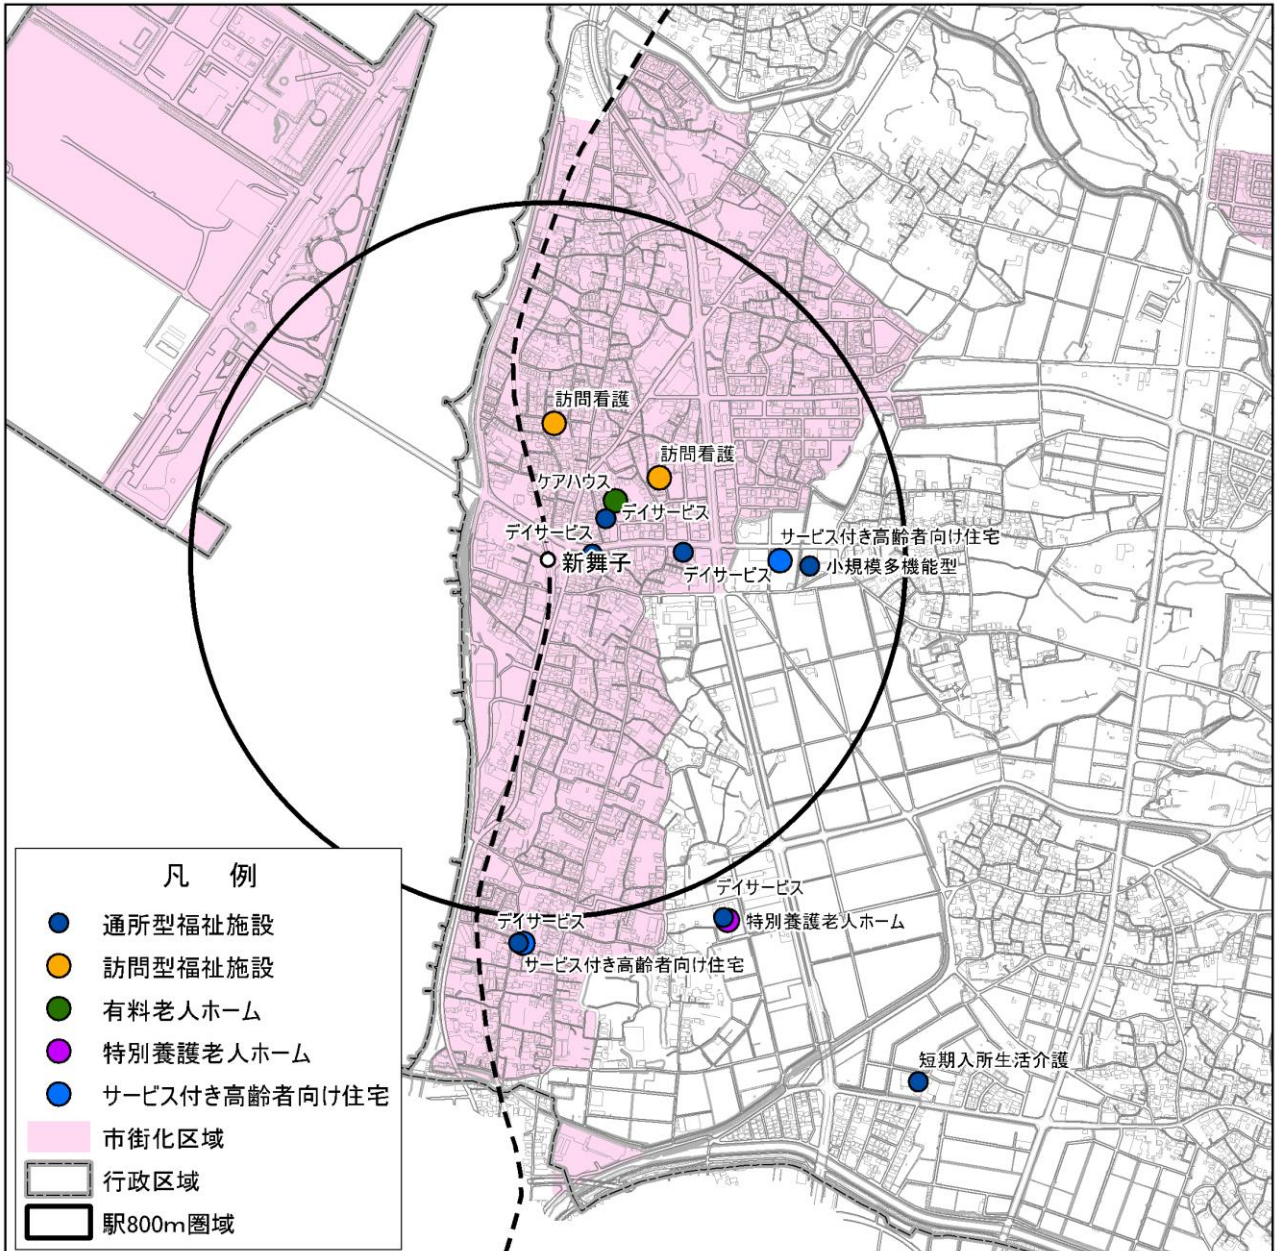 訪問看護
訪問看護
ケアハウス
デイサービス
デイサービス
サービス付き高齢者向け住宅
新舞子
デイサービス
小規模多機能型
デイサービス
デイサービス
特別養護老人ホーム
サービス付き高齢者向け住宅
短期入所生活介護
凡 例
通所型福祉施設
訪問型福祉施設
有料老人ホーム
特別養護老人ホーム
サービス付き高齢者向け住宅
市街化区域
行政区域
駅800m圏域